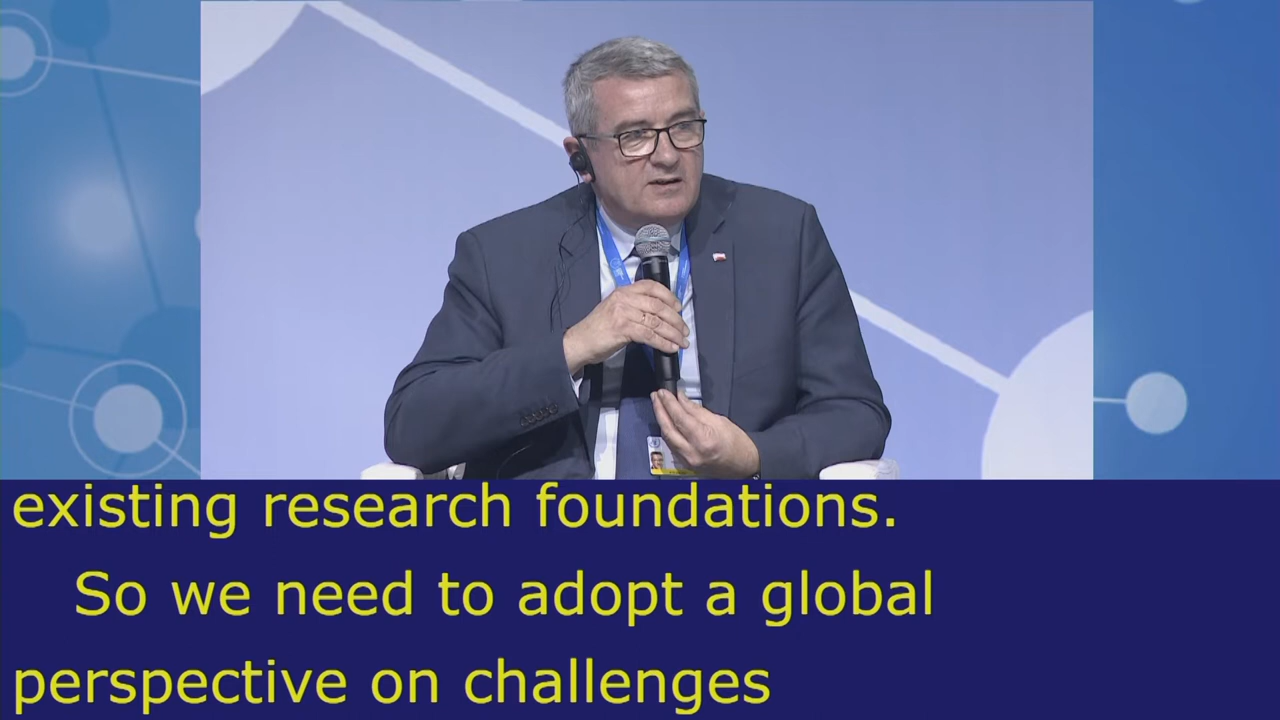 existing research foundations.
So we need to adopt a global
perspective on challenges